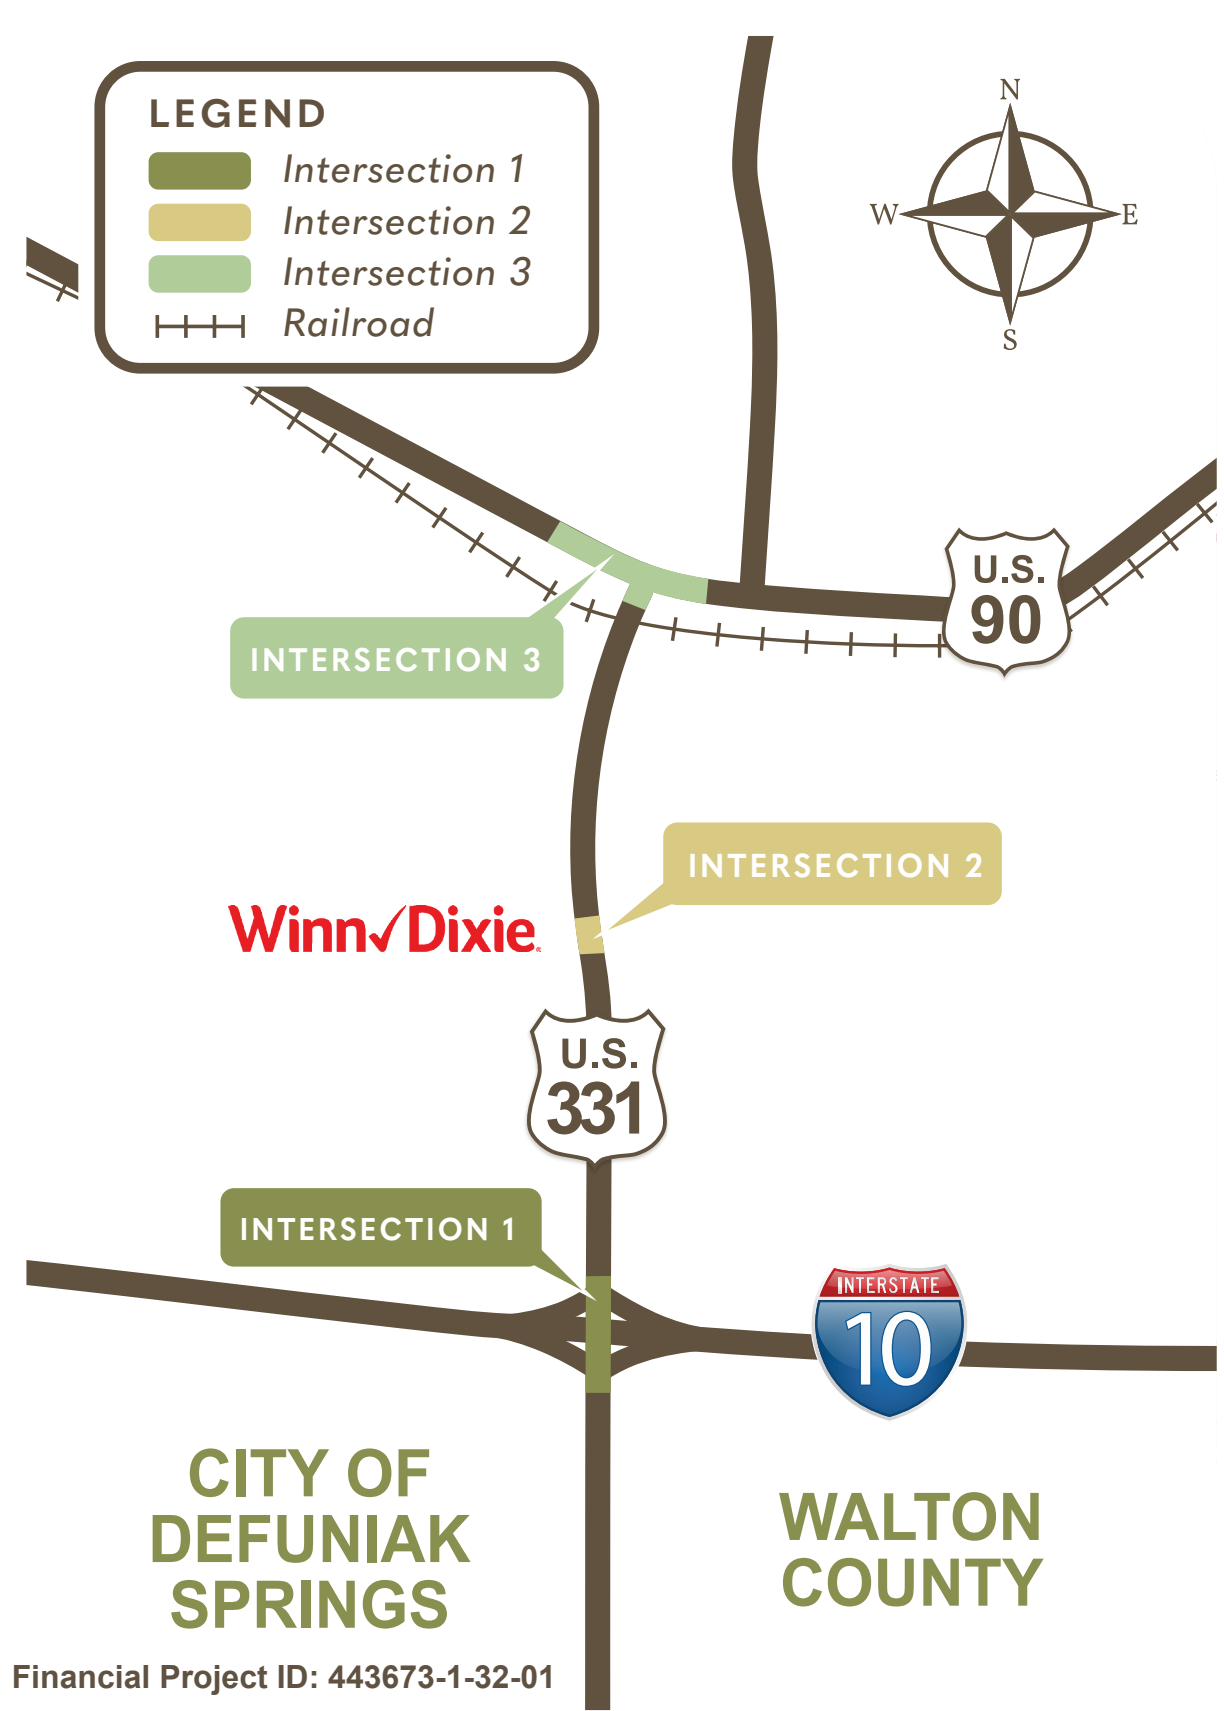 LEGEND
Intersection 1
Intersection 2
Intersection 3
Railroad
N
W
E
S
U.S.
90
INTERSECTION 3
INTERSECTION 2
Winn✓Dixie
U.S.
331
INTERSECTION 1
INTERSTATE
10
CITY OF
DEFUNIAK
SPRINGS
WALTON
COUNTY
Financial Project ID: 443673-1-32-01